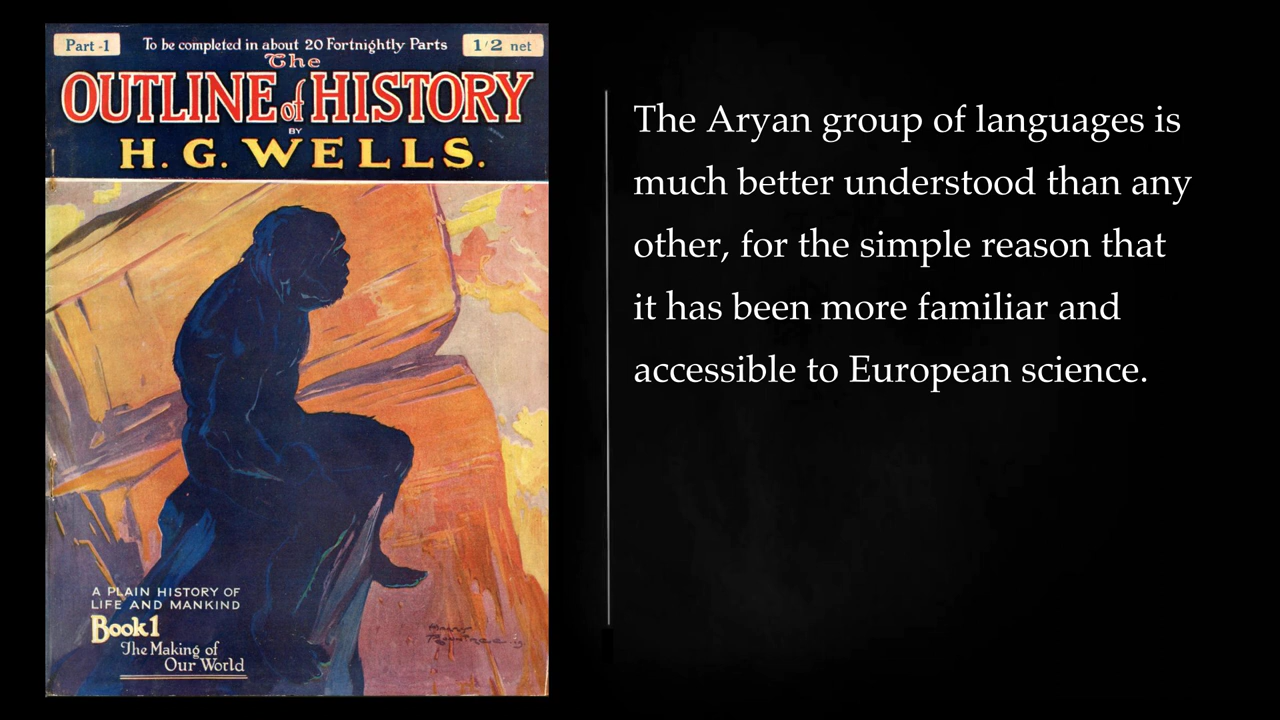 Part -1
To be completed in about 20 Fortnightly Parts
1/2 net
The
OUTLINE of HISTORY
BY
H. G. WELLS.
A PLAIN HISTORY OF
LIFE AND MANKIND
Book 1
The Making of
Our World
The Aryan group of languages is
much better understood than any
other, for the simple reason that
it has been more familiar and
accessible to European science.